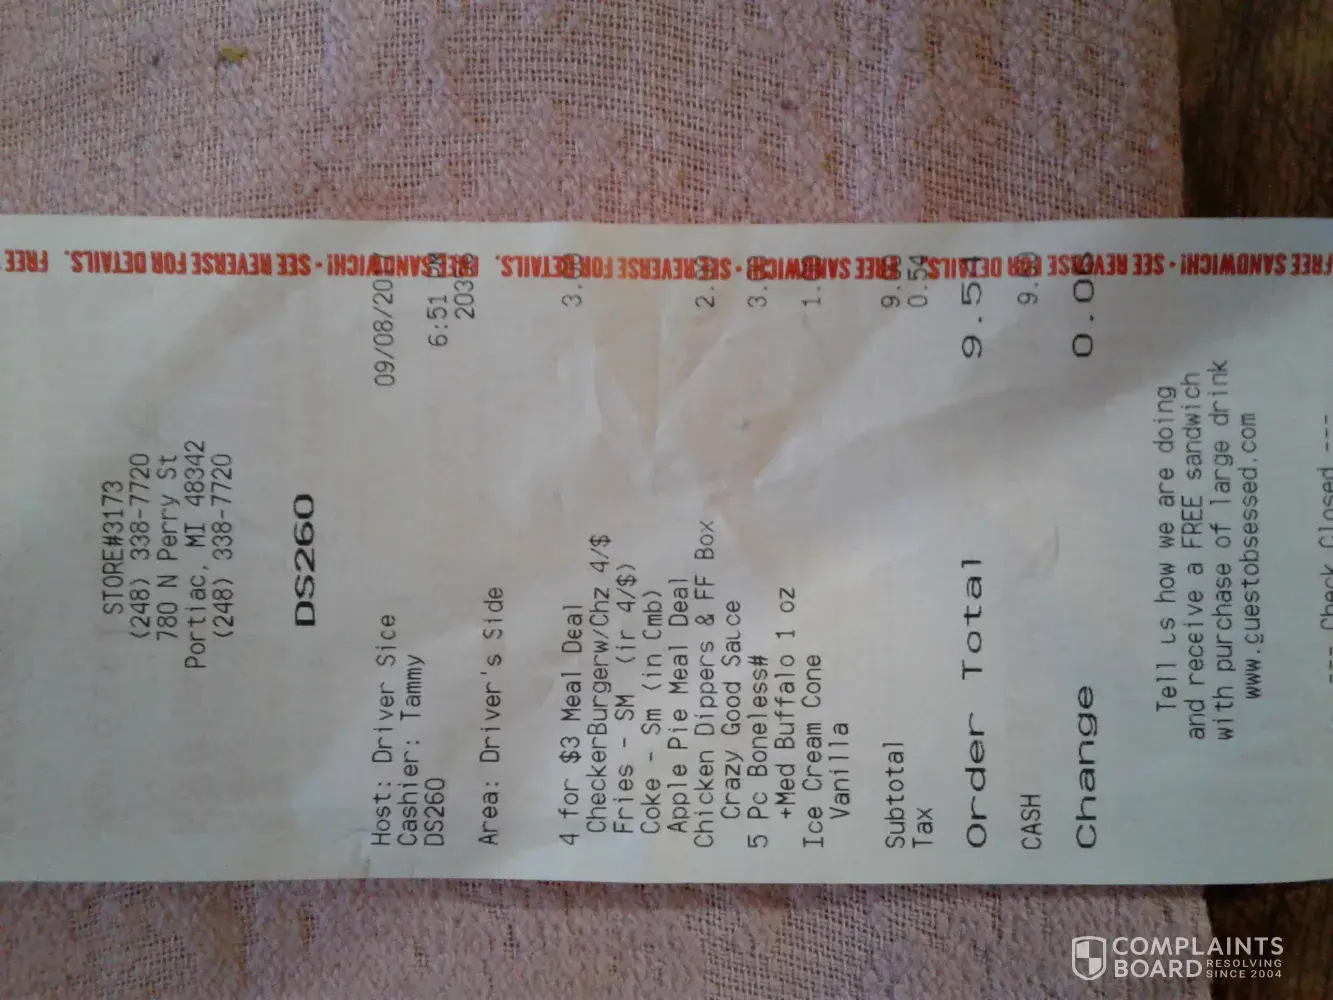 STORE#3173
(248) 338-7720
780 N Perry St
Portiac, MI 48342
(248) 338-7720
DS260
Host: Driver Sice
Cashier: Tammy 6:51
DS260
Area: Driver's Side
4 for $3 Meal Deal
CheckerBurgerw/Chz 4/$
Fries - SM (ir 4/$)
Coke - Sm (in Cmb)
Apple Pie Meal Deal
Chicken Dippers & FF Box
Crazy Good Sauce
5 Pc Boneless#
+Med Buffalo 1 oz
Ice Cream Cone
Vanilla
Subtotal
Tax 0.54
Order Total 9.54
CASH
Change 0.06
Tell us how we are doing
and receive a FREE sandwich
with purchase of large drink
www.guestobsessed.com
--- Check Closed ---
FREE SANDWICH! • SEE REVERSE FOR DETAILS. FREE SANDWICH! • SEE REVERSE FOR DETAILS. FREE SANDWICH! • SEE REVERSE FOR DETAILS. FREE
COMPLAINTS
BOARD RESOLVING
SINCE 2004